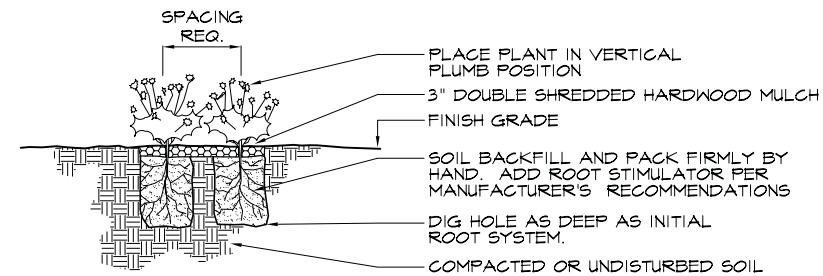 SPACING
REQ.
PLACE PLANT IN VERTICAL
PLUMB POSITION
3" DOUBLE SHREDDED HARDWOOD MULCH
FINISH GRADE
SOIL BACKFILL AND PACK FIRMLY BY
HAND. ADD ROOT STIMULATOR PER
MANUFACTURER'S RECOMMENDATIONS
DIG HOLE AS DEEP AS INITIAL
ROOT SYSTEM.
COMPACTED OR UNDISTURBED SOIL